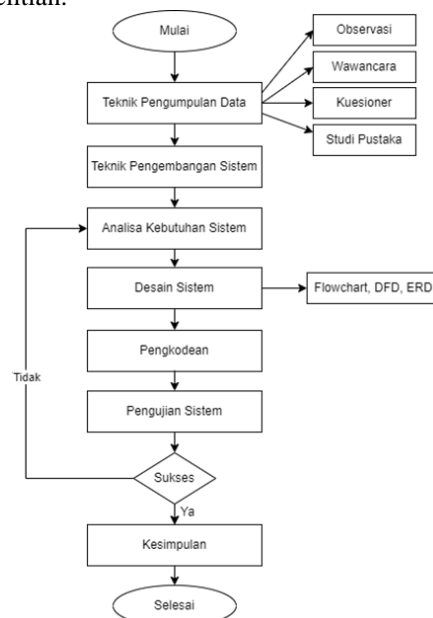 Mulai
Observasi
Wawancara
Teknik Pengumpulan Data
Kuesioner
Studi Pustaka
Teknik Pengembangan Sistem
Analisa Kebutuhan Sistem
Desain Sistem
Flowchart, DFD, ERD
Pengkodean
Tidak
Pengujian Sistem
Sukses
Ya
Kesimpulan
Selesai